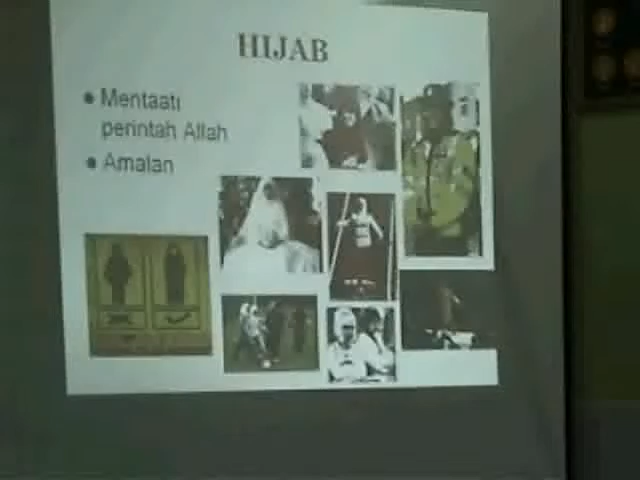 HIJAB
• Mentaati
perintah Allah
• Amalan